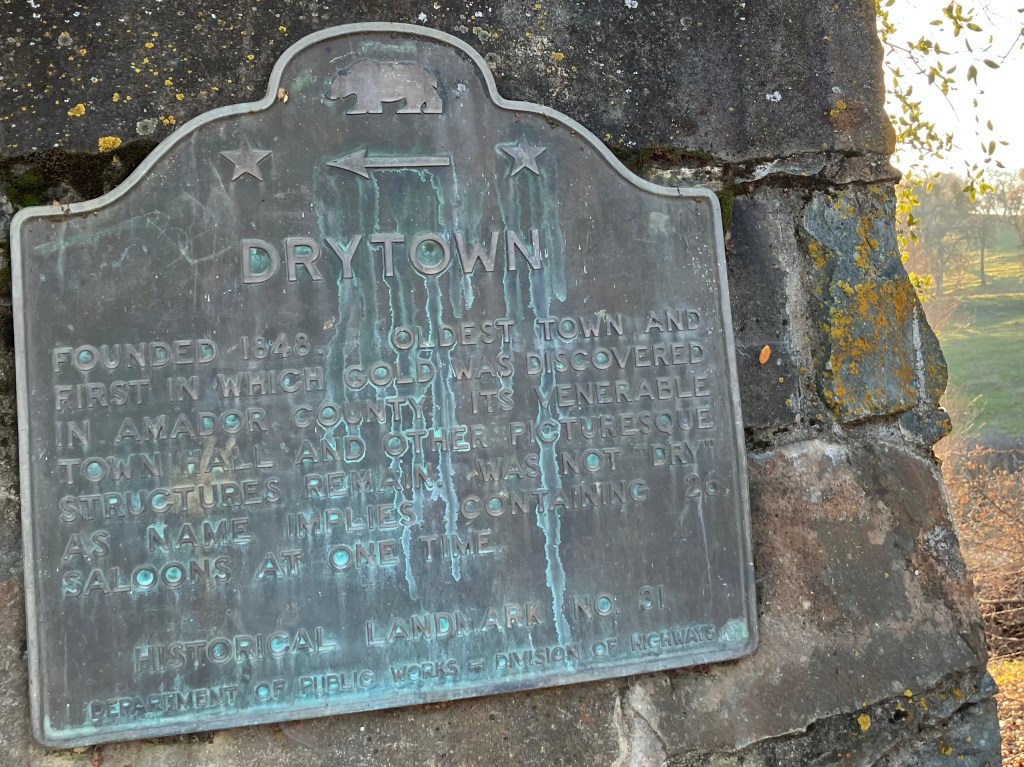 DRYTOWN
FOUNDED 1848. OLDEST TOWN AND
FIRST IN WHICH GOLD WAS DISCOVERED
IN AMADOR COUNTY. ITS VENERABLE
TOWN HALL AND OTHER PICTURESQUE
STRUCTURES REMAIN. WAS NOT "DRY"
AS NAME IMPLIES, CONTAINING 26
SALOONS AT ONE TIME.
HISTORICAL LANDMARK NO. 31
DEPARTMENT OF PUBLIC WORKS - DIVISION OF HIGHWAYS